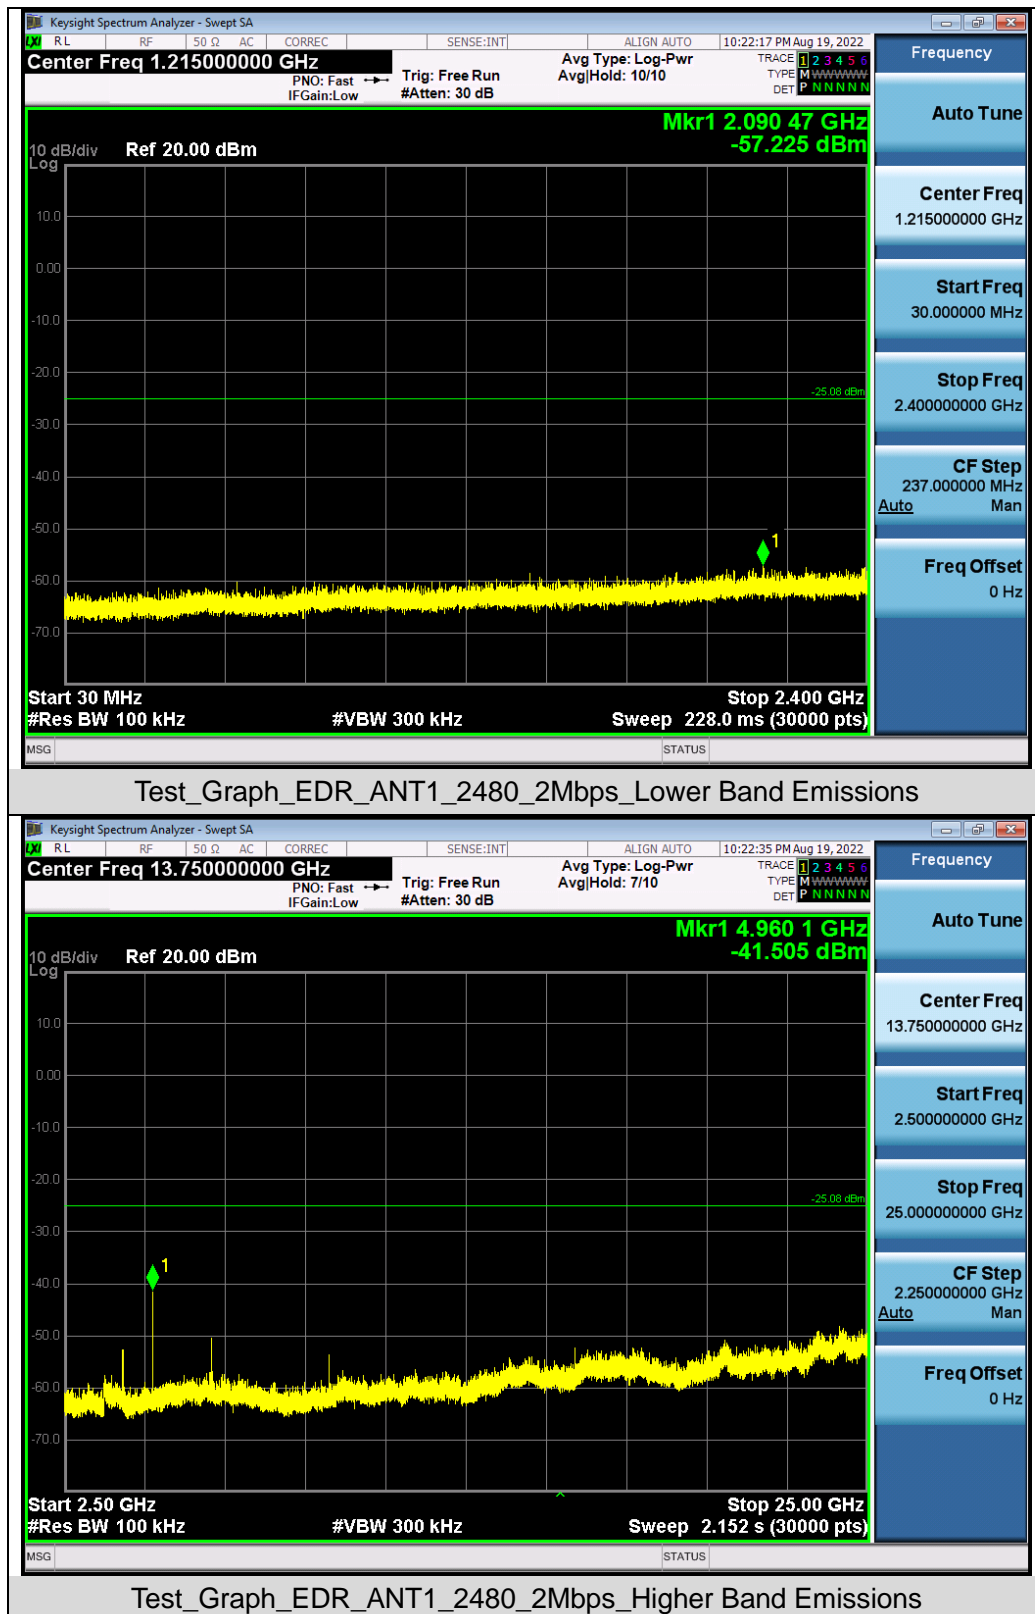 Keysight Spectrum Analyzer - Swept SA
LXI RL RF 50 Ω AC CORREC SENSE:INT ALIGN AUTO 10:22:17 PM Aug 19, 2022
Center Freq 1.215000000 GHz
PNO: Fast
IFGain:Low
Trig: Free Run
#Atten: 30 dB
Avg Type: Log-Pwr
Avg|Hold: 10/10
TRACE 1 2 3 4 5 6
TYPE M WWWWW
DET P N N N N N
Frequency
Auto Tune
Center Freq
1.215000000 GHz
Start Freq
30.000000 MHz
Stop Freq
2.400000000 GHz
CF Step
237.000000 MHz
Auto Man
Freq Offset
0 Hz
Mkr1 2.090 47 GHz
-57.225 dBm
10 dB/div Ref 20.00 dBm
Log
10.0
0.00
-10.0
-20.0
-25.08 dBm
-30.0
-40.0
-50.0
1
-60.0
-70.0
Start 30 MHz Stop 2.400 GHz
#Res BW 100 kHz #VBW 300 kHz Sweep 228.0 ms (30000 pts)
MSG STATUS
Test_Graph_EDR_ANT1_2480_2Mbps_Lower Band Emissions
Keysight Spectrum Analyzer - Swept SA
LXI RL RF 50 Ω AC CORREC SENSE:INT ALIGN AUTO 10:22:35 PM Aug 19, 2022
Center Freq 13.750000000 GHz
PNO: Fast
IFGain:Low
Trig: Free Run
#Atten: 30 dB
Avg Type: Log-Pwr
Avg|Hold: 7/10
TRACE 1 2 3 4 5 6
TYPE M WWWWW
DET P N N N N N
Frequency
Auto Tune
Center Freq
13.750000000 GHz
Start Freq
2.500000000 GHz
Stop Freq
25.000000000 GHz
CF Step
2.250000000 GHz
Auto Man
Freq Offset
0 Hz
Mkr1 4.960 1 GHz
-41.505 dBm
10 dB/div Ref 20.00 dBm
Log
10.0
0.00
-10.0
-20.0
-25.08 dBm
-30.0
1
-40.0
-50.0
-60.0
-70.0
Start 2.50 GHz Stop 25.00 GHz
#Res BW 100 kHz #VBW 300 kHz Sweep 2.152 s (30000 pts)
MSG STATUS
Test_Graph_EDR_ANT1_2480_2Mbps_Higher Band Emissions